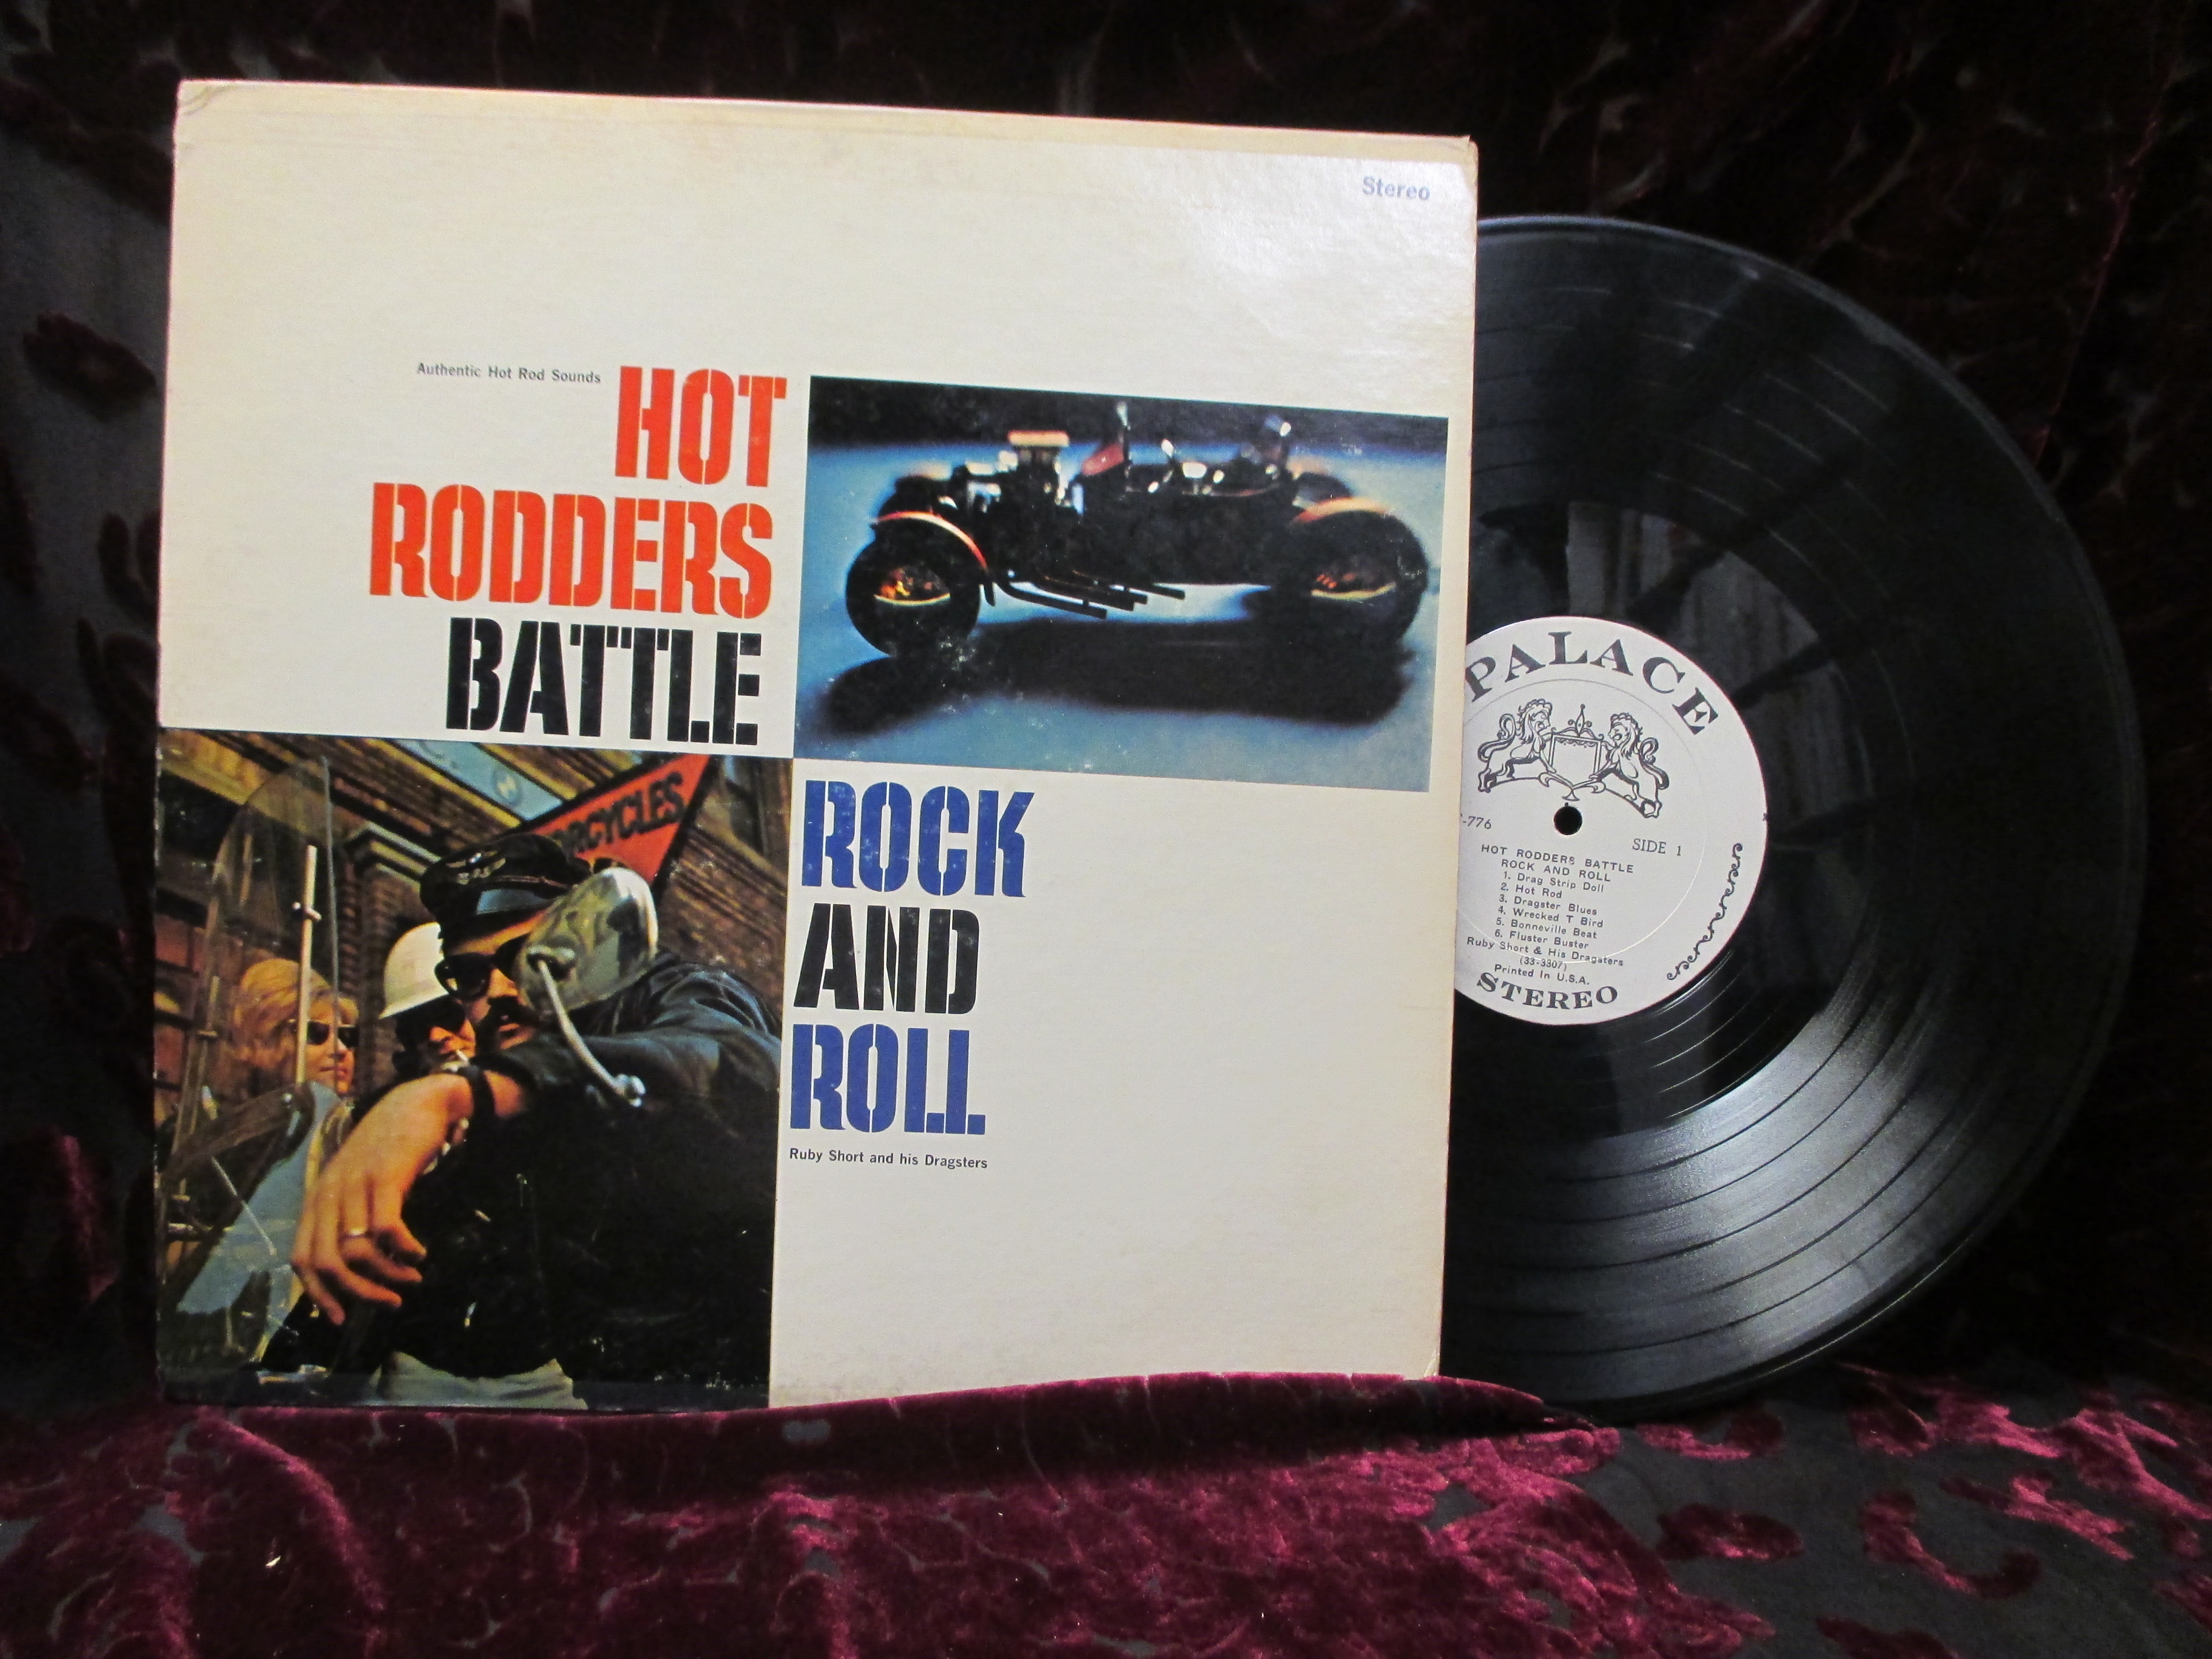 Stereo
Authentic Hot Rod Sounds
HOT
RODDERS
BATTLE
ROCK
AND
ROLL
Ruby Short and his Dragsters
PALACE
-776
SIDE 1
HOT RODDERS BATTLE
ROCK AND ROLL
1. Drag Strip Doll
2. Hot Rod
3. Dragster Blues
4. Wrecked T Bird
5. Bonneville Beat
6. Fluster Buster
Ruby Short & His Dragsters
(33-3307)
Printed In U.S.A.
STEREO